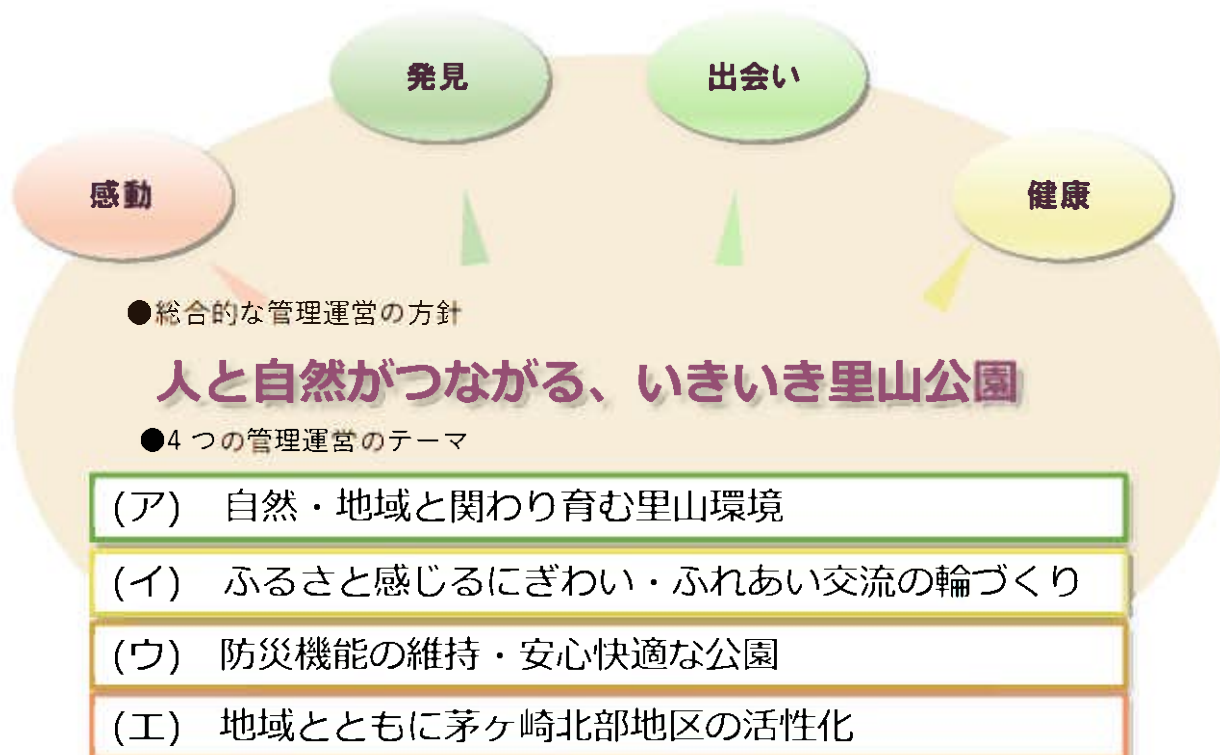 発見
出会い
感動
健康
●総合的な管理運営の方針
人と自然がつながる、いきいき里山公園
●4つの管理運営のテーマ
(ア) 自然・地域と関わり育む里山環境
(イ) ふるさと感じるにぎわい・ふれあい交流の輪づくり
(ウ) 防災機能の維持・安心快適な公園
(エ) 地域とともに茅ヶ崎北部地区の活性化